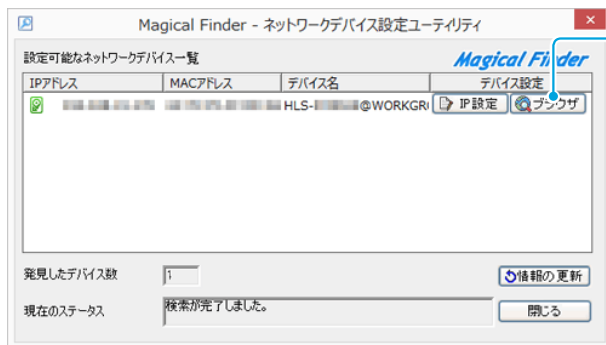 Magical Finder - ネットワークデバイス設定ユーティリティ
設定可能なネットワークデバイス一覧
Magical Finder
IPアドレス MACアドレス デバイス名 デバイス設定
HLS- @WORKGR IP設定 ブラウザ
発見したデバイス数 1 情報の更新
現在のステータス 検索が完了しました。 閉じる